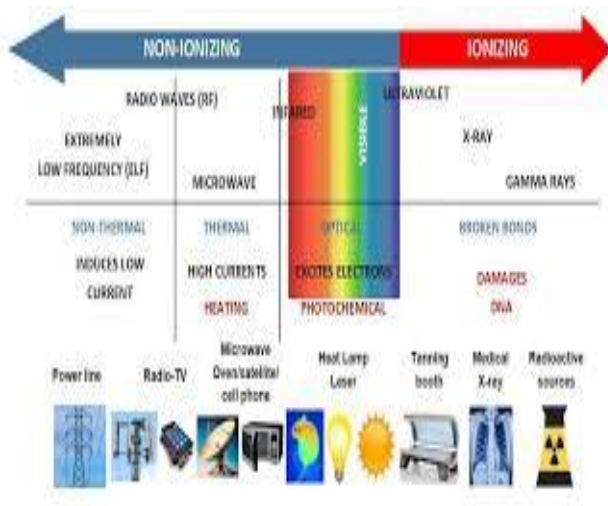 NON-IONIZING
IONIZING
RADIO WAVES (RF)
INFARED
VISIBLE
ULTRAVIOLET
EXTREMELY
LOW FREQUENCY (ELF)
MICROWAVE
X-RAY
GAMMA RAYS
NON-THERMAL
THERMAL
OPTICAL
BROKEN BONDS
INDUCES LOW
CURRENT
HIGH CURRENTS
HEATING
EXCITES ELECTRONS
PHOTOCHEMICAL
DAMAGES
DNA
Power line
Radio-TV
Microwave
Oven/satellite/
cell phone
Heat Lamp
Laser
Tanning
booth
Medical
X-ray
Radioactive
sources